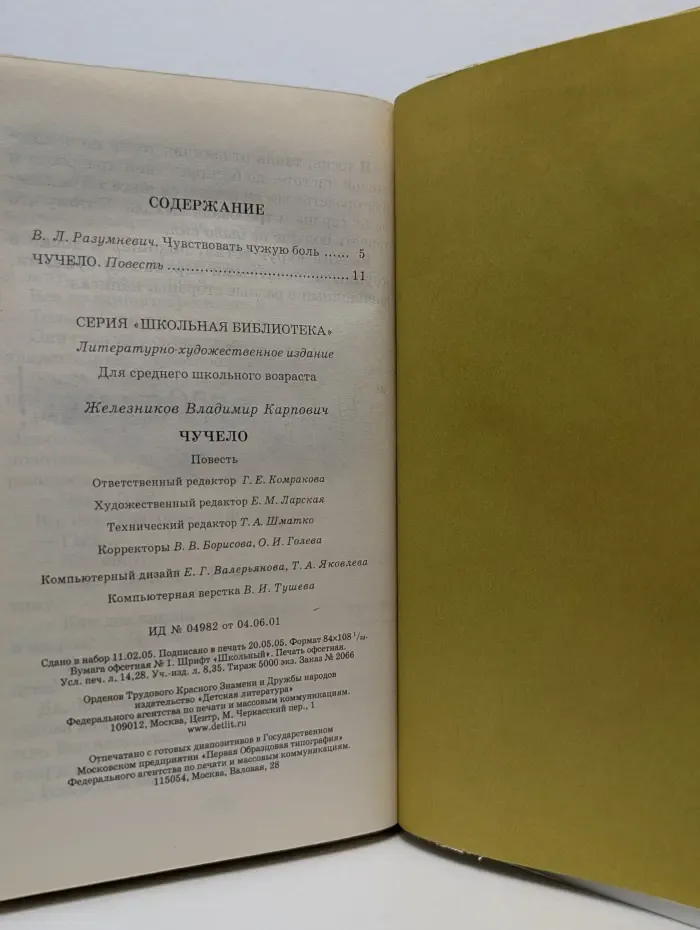 СОДЕРЖАНИЕ
В. Л. Разумневич. Чувствовать чужую боль ...... 5
ЧУЧЕЛО. Повесть ........................................ 11
СЕРИЯ «ШКОЛЬНАЯ БИБЛИОТЕКА»
Литературно-художественное издание
Для среднего школьного возраста
Железников Владимир Карпович
ЧУЧЕЛО
Повесть
Ответственный редактор Г. Е. Комракова
Художественный редактор Е. М. Ларская
Технический редактор Т. А. Шматко
Корректоры В. В. Борисова, О. И. Голева
Компьютерный дизайн Е. Г. Валерьянова, Т. А. Яковлева
Компьютерная верстка В. И. Тушева
ИД № 04982 от 04.06.01
Сдано в набор 11.02.05. Подписано в печать 20.05.05. Формат 84×108 1/32.
Бумага офсетная № 1. Шрифт «Школьный». Печать офсетная.
Усл. печ. л. 14,28. Уч.-изд. л. 8,35. Тираж 5000 экз. Заказ № 2066
Орденов Трудового Красного Знамени и Дружбы народов
издательство «Детская литература»
Федерального агентства по печати и массовым коммуникациям.
109012, Москва, Центр, М. Черкасский пер., 1
www.detlit.ru
Отпечатано с готовых диапозитивов в Государственном
Московском предприятии «Первая Образцовая типография»
Федерального агентства по печати и массовым коммуникациям.
115054, Москва, Валовая, 28